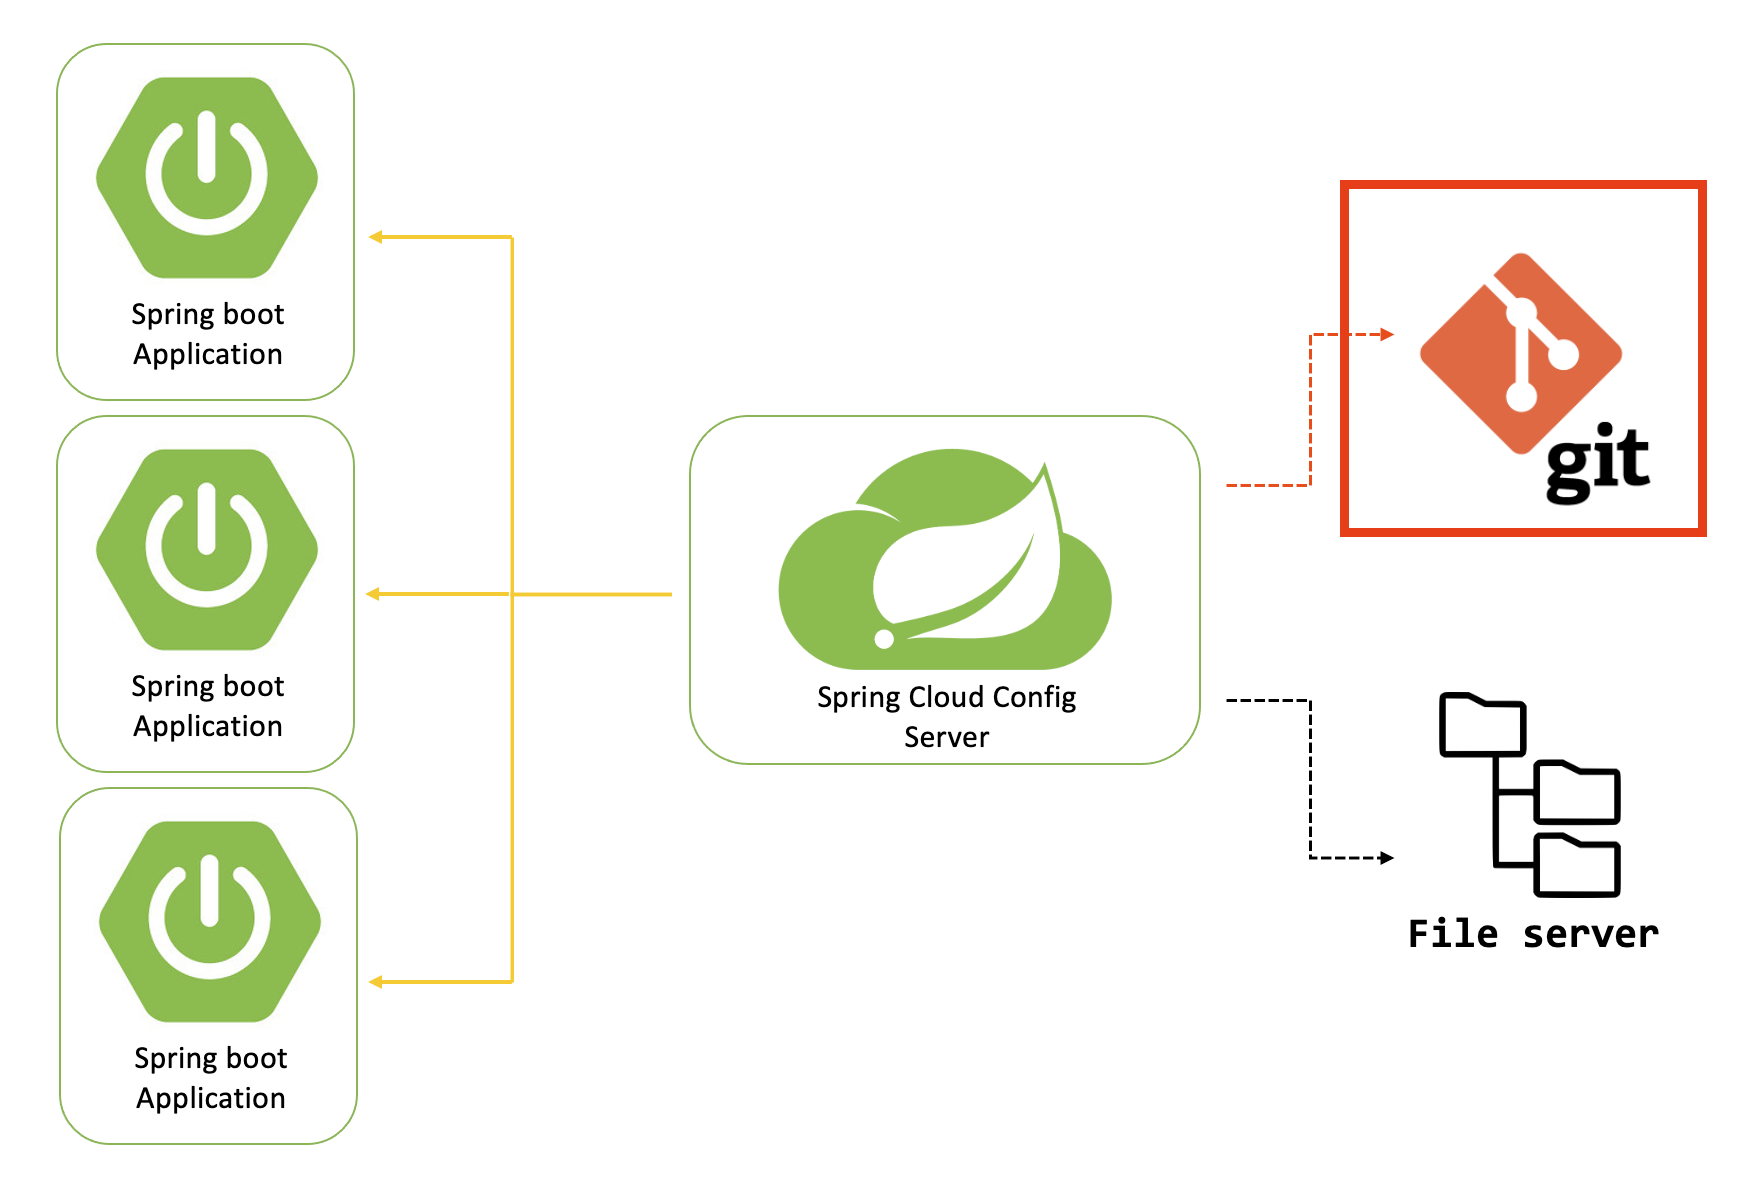 Spring boot
Application
Spring boot
Application
Spring boot
Application
Spring Cloud Config
Server
git
File server